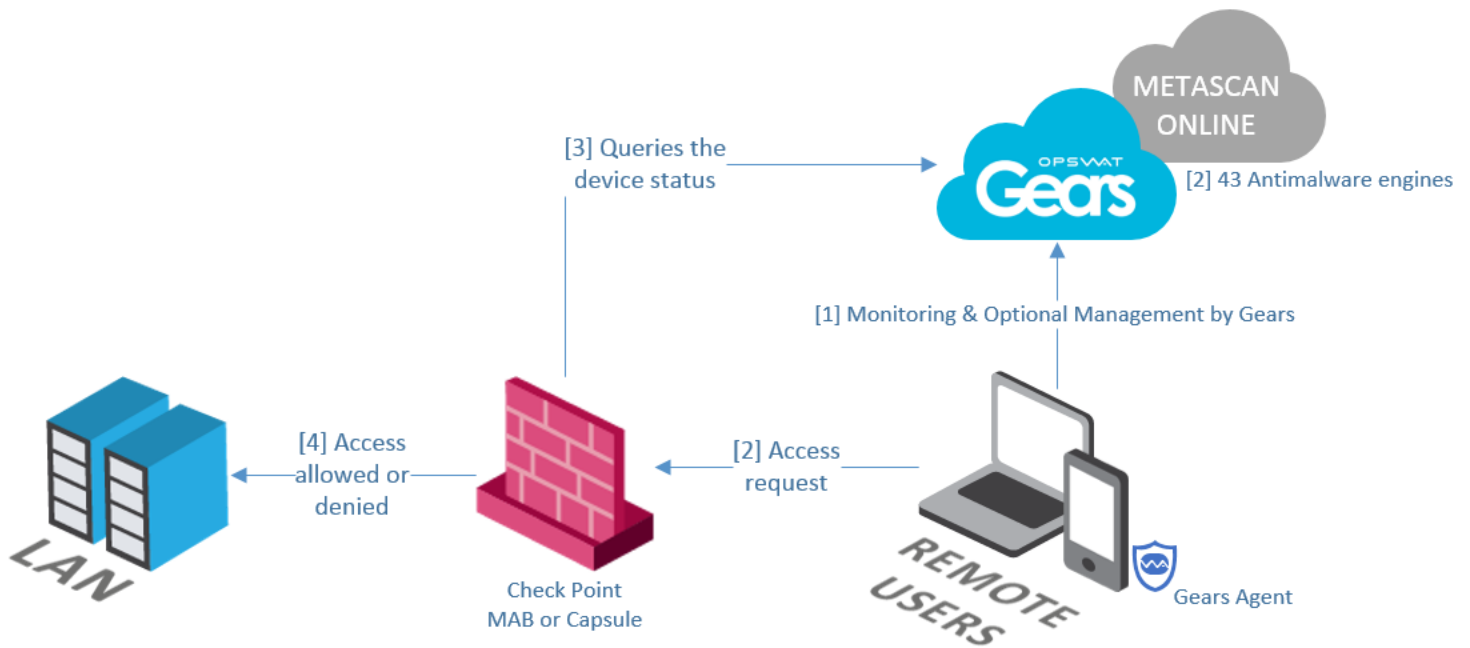 METASCAN
ONLINE
OPSWAT
Gears
[2] 43 Antimalware engines
[3] Queries the
device status
[1] Monitoring & Optional Management by Gears
[4] Access
allowed or
denied
[2] Access
request
LAN
Check Point
MAB or Capsule
REMOTE
USERS
Gears Agent